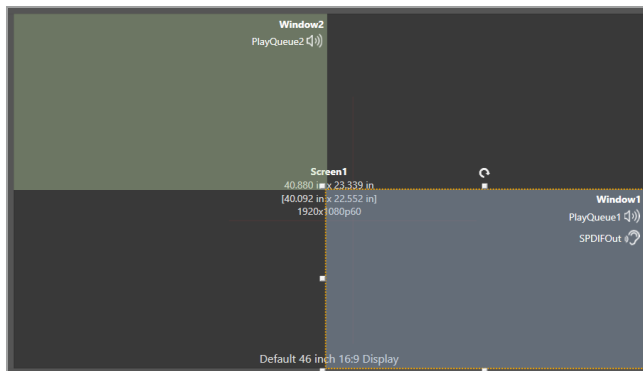 Window2
PlayQueue2
Screen1
40.880 in x 23.339 in
[40.092 in x 22.552 in]
1920x1080p60
Window1
PlayQueue1
SPDIFOut
Default 46 inch 16:9 Display